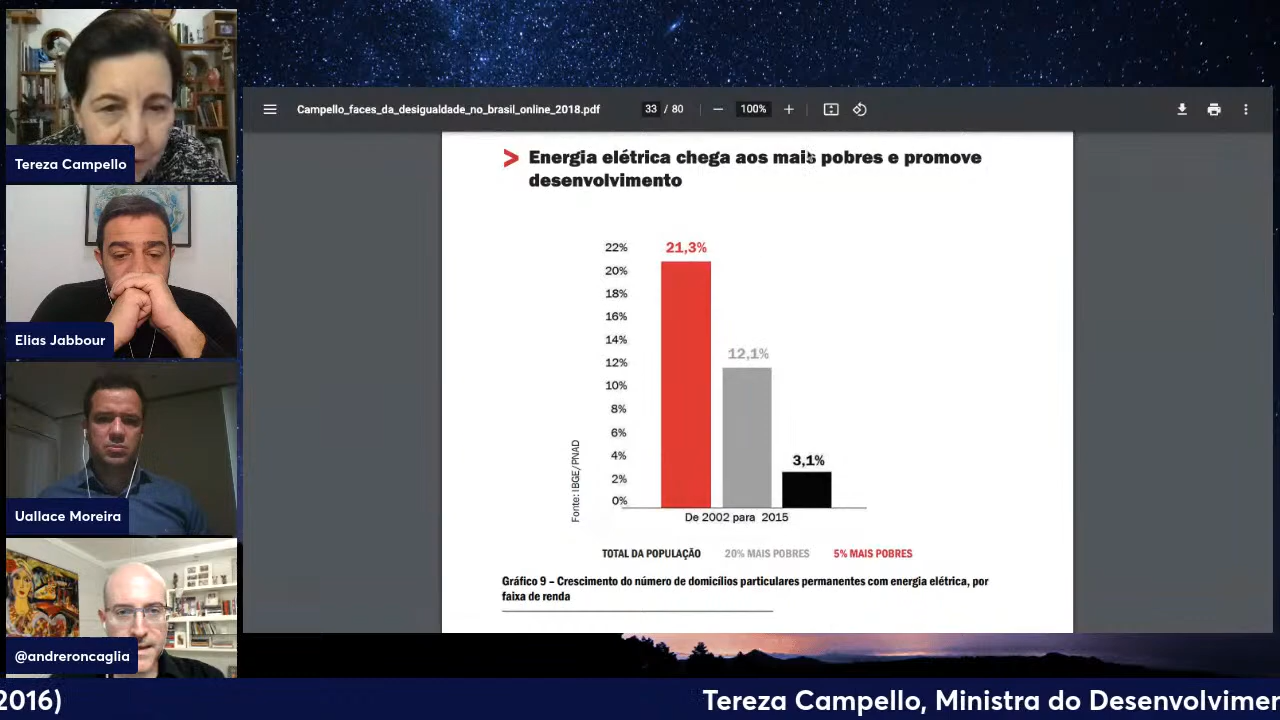 Tereza Campello
Elias Jabbour
Uallace Moreira
@andreroncaglia
Campello_faces_da_desigualdade_no_brasil_online_2018.pdf
33 / 80
100%
> Energia elétrica chega aos mais pobres e promove
desenvolvimento
22%
20%
18%
16%
14%
12%
10%
8%
6%
4%
2%
0%
21,3%
12,1%
3,1%
Fonte: IBGE/PNAD
De 2002 para 2015
TOTAL DA POPULAÇÃO 20% MAIS POBRES 5% MAIS POBRES
Gráfico 9 – Crescimento do número de domicílios particulares permanentes com energia elétrica, por
faixa de renda
2016) Tereza Campello, Ministra do Desenvolvimen